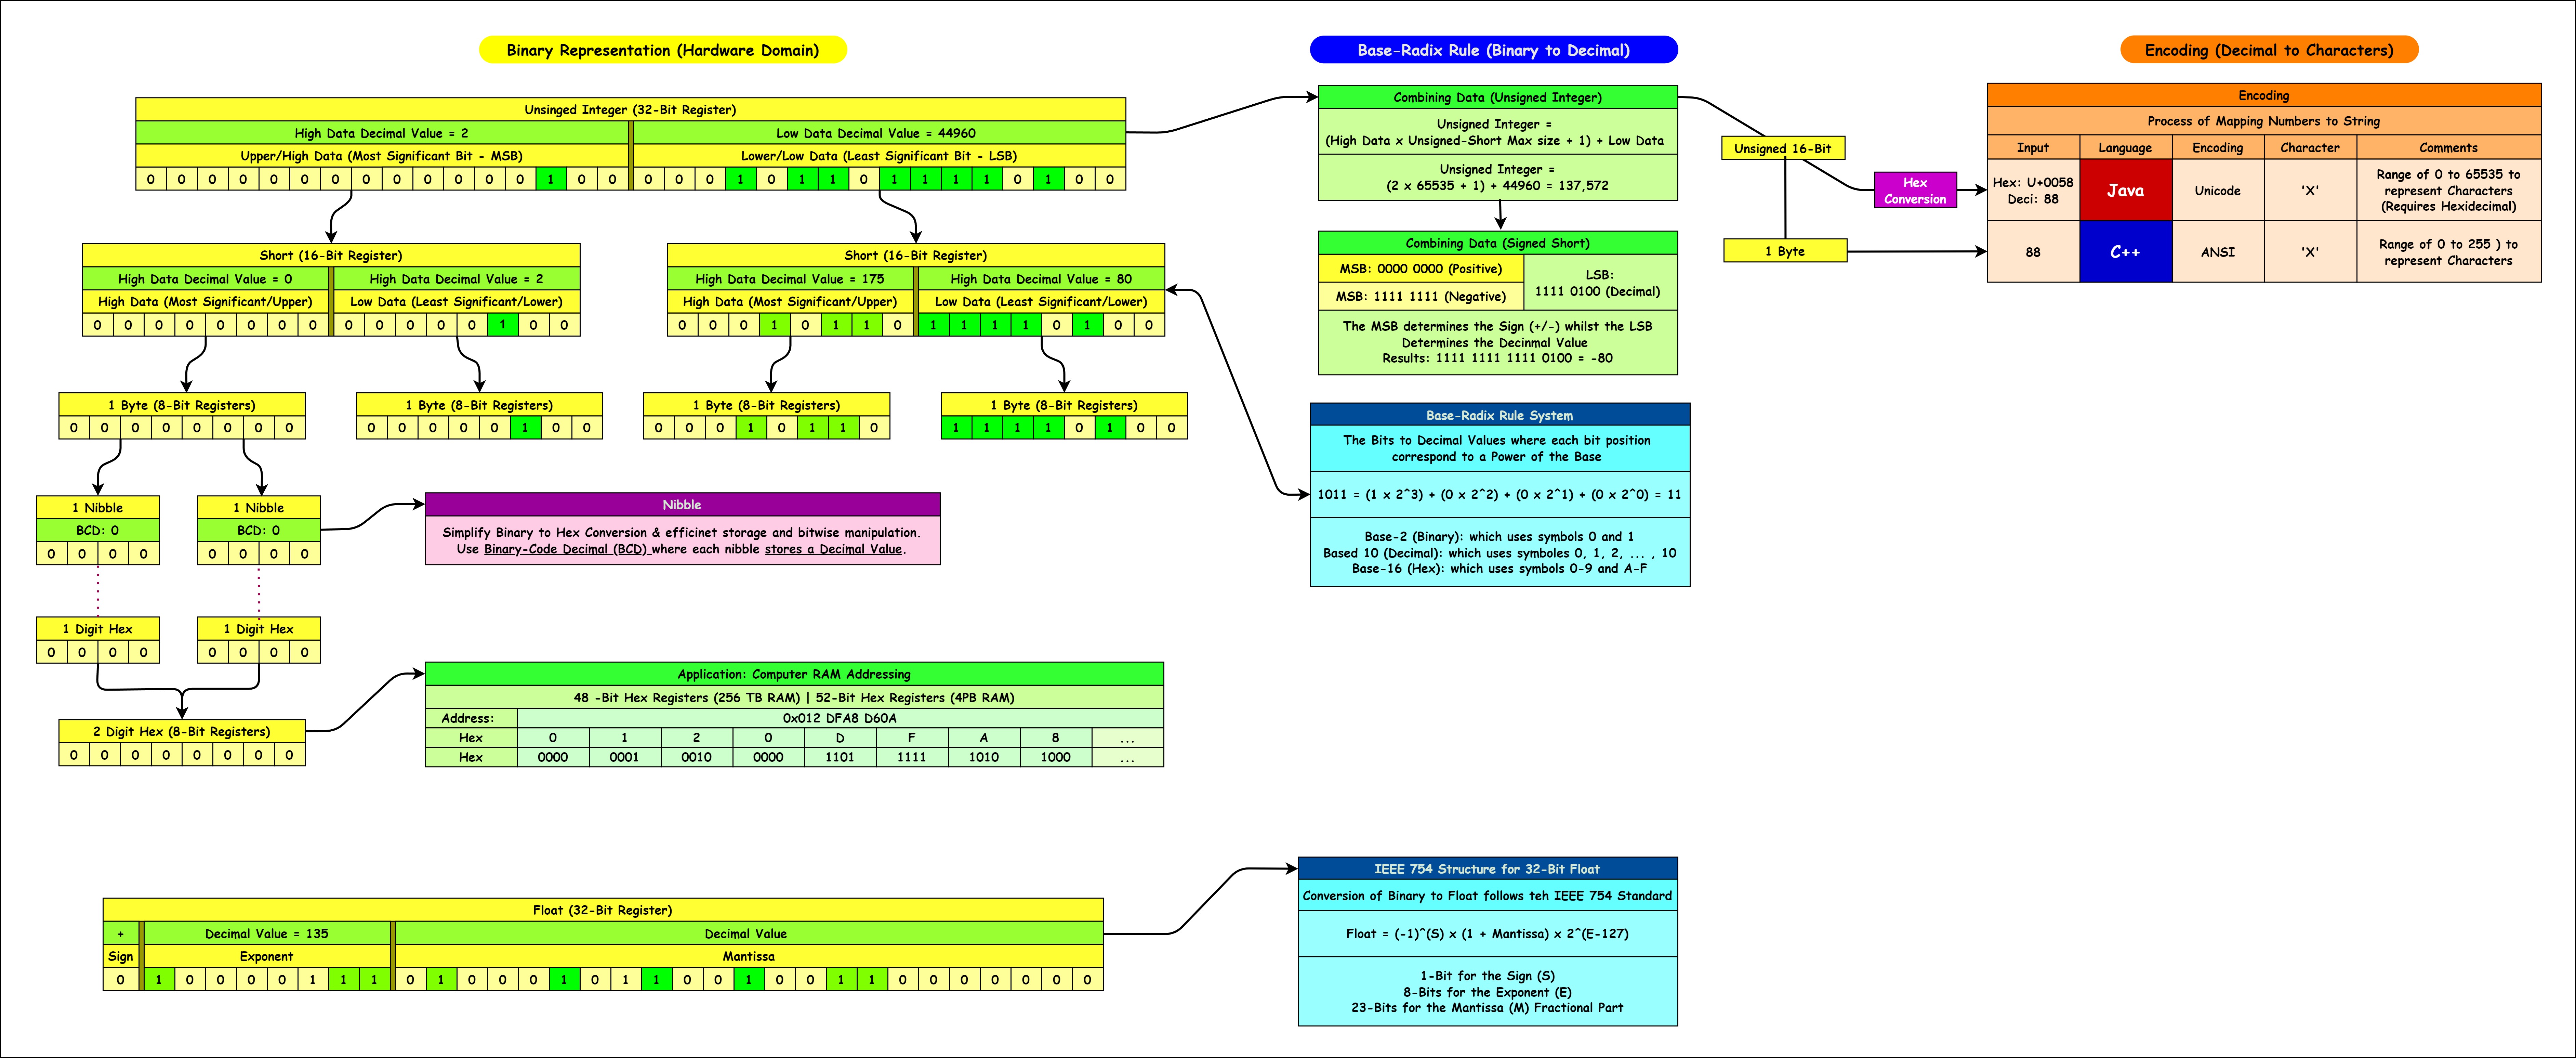 Binary Representation (Hardware Domain)
Base-Radix Rule (Binary to Decimal)
Encoding (Decimal to Characters)
Unsinged Integer (32-Bit Register)
High Data Decimal Value = 2
Low Data Decimal Value = 44960
Upper/High Data (Most Significant Bit - MSB)
Lower/Low Data (Least Significant Bit - LSB)
0 0 0 0 0 0 0 0 0 0 0 0 0 1 0 0
0 0 0 1 0 1 1 0 1 1 1 1 0 1 0 0
Short (16-Bit Register)
High Data Decimal Value = 0
High Data Decimal Value = 2
High Data (Most Significant/Upper)
Low Data (Least Significant/Lower)
0 0 0 0 0 0 0 0
0 0 0 0 0 1 0 0
Short (16-Bit Register)
High Data Decimal Value = 175
High Data Decimal Value = 80
High Data (Most Significant/Upper)
Low Data (Least Significant/Lower)
0 0 0 1 0 1 1 0
1 1 1 1 0 1 0 0
1 Byte (8-Bit Registers)
0 0 0 0 0 0 0 0
1 Byte (8-Bit Registers)
0 0 0 0 0 1 0 0
1 Byte (8-Bit Registers)
0 0 0 1 0 1 1 0
1 Byte (8-Bit Registers)
1 1 1 1 0 1 0 0
1 Nibble
BCD: 0
0 0 0 0
1 Nibble
BCD: 0
0 0 0 0
Nibble
Simplify Binary to Hex Conversion & efficinet storage and bitwise manipulation.
Use Binary-Code Decimal (BCD) where each nibble stores a Decimal Value.
1 Digit Hex
0 0 0 0
1 Digit Hex
0 0 0 0
2 Digit Hex (8-Bit Registers)
0 0 0 0 0 0 0 0
Application: Computer RAM Addressing
48 -Bit Hex Registers (256 TB RAM) | 52-Bit Hex Registers (4PB RAM)
Address: 0x012 DFA8 D60A
Hex 0 1 2 0 D F A 8 ...
Hex 0000 0001 0010 0000 1101 1111 1010 1000 ...
Float (32-Bit Register)
+ Decimal Value = 135 Decimal Value
Sign Exponent Mantissa
0 1 0 0 0 0 1 1 1 0 1 0 0 0 1 0 1 1 0 0 1 0 0 1 1 0 0 0 0 0 0 0
Combining Data (Unsigned Integer)
Unsigned Integer =
(High Data x Unsigned-Short Max size + 1) + Low Data
Unsigned Integer =
(2 x 65535 + 1) + 44960 = 137,572
Combining Data (Signed Short)
MSB: 0000 0000 (Positive)
MSB: 1111 1111 (Negative)
LSB:
1111 0100 (Decimal)
The MSB determines the Sign (+/-) whilst the LSB
Determines the Decinmal Value
Results: 1111 1111 1111 0100 = -80
Base-Radix Rule System
The Bits to Decimal Values where each bit position
correspond to a Power of the Base
1011 = (1 x 2^3) + (0 x 2^2) + (0 x 2^1) + (0 x 2^0) = 11
Base-2 (Binary): which uses symbols 0 and 1
Based 10 (Decimal): which uses symboles 0, 1, 2, ... , 10
Base-16 (Hex): which uses symbols 0-9 and A-F
IEEE 754 Structure for 32-Bit Float
Conversion of Binary to Float follows teh IEEE 754 Standard
Float = (-1)^(S) x (1 + Mantissa) x 2^(E-127)
1-Bit for the Sign (S)
8-Bits for the Exponent (E)
23-Bits for the Mantissa (M) Fractional Part
Unsigned 16-Bit
Hex
Conversion
1 Byte
Encoding
Process of Mapping Numbers to String
Input Language Encoding Character Comments
Hex: U+0058
Deci: 88
Java
Unicode
'X'
Range of 0 to 65535 to
represent Characters
(Requires Hexidecimal)
88
C++
ANSI
'X'
Range of 0 to 255 ) to
represent Characters